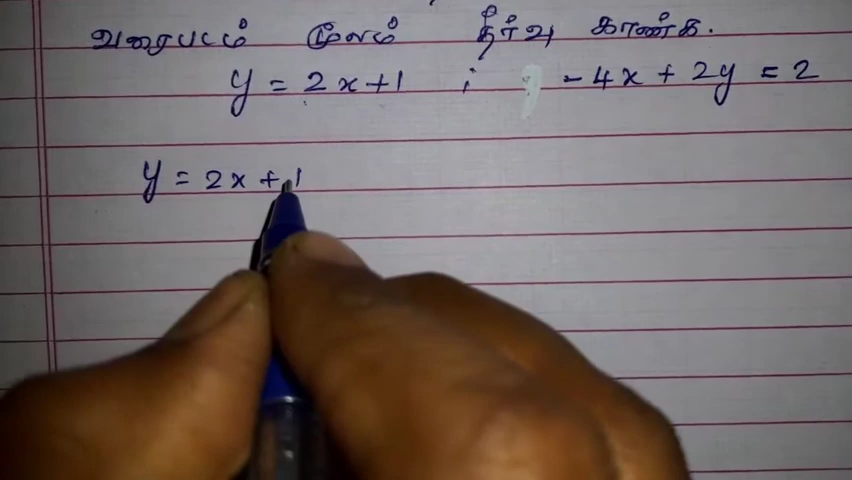 வரைபடம் மூலம் தீர்வு காண்க.
y = 2x+1 ; -4x + 2y = 2
y = 2x + 1